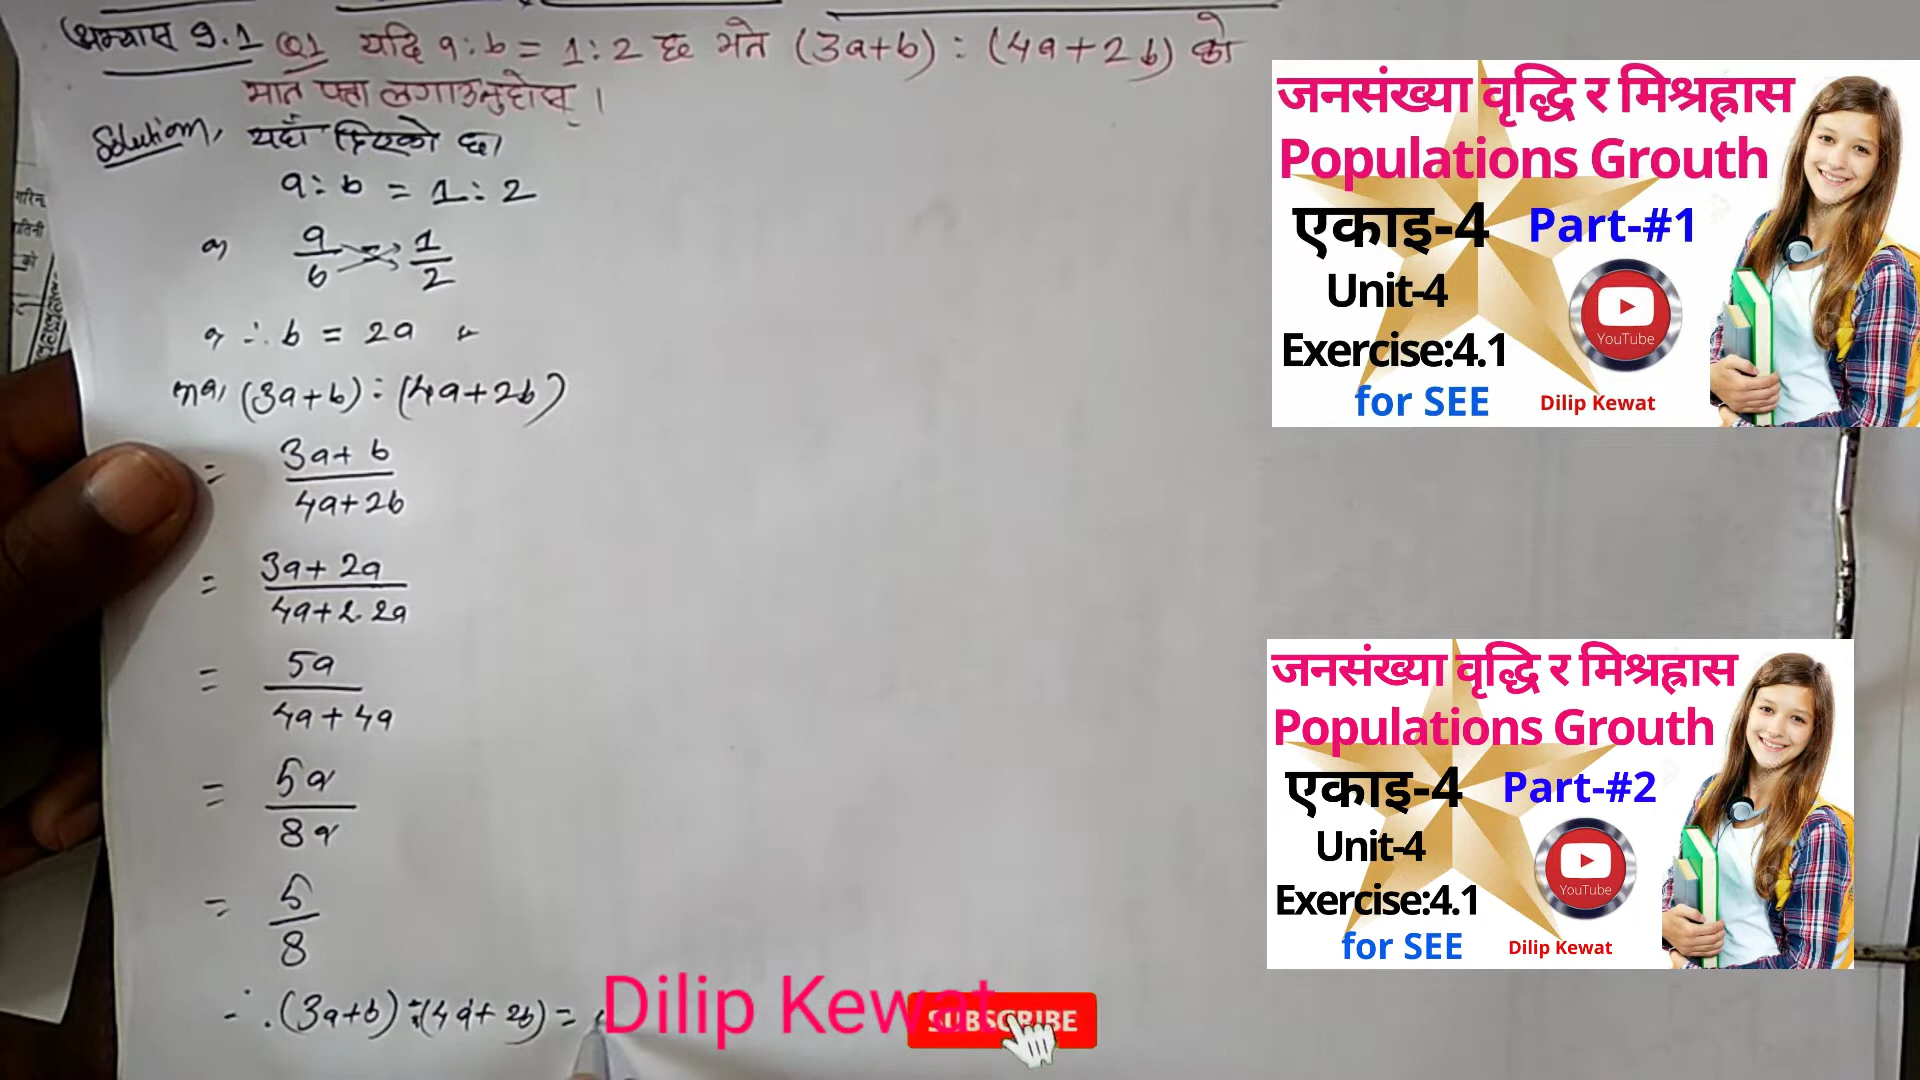 अभ्यास 9.1 Q1 यदि a:b = 1:2 छ भने (3a+b) : (4a+2b) को
मान पत्ता लगाउनुहोस् ।
Solution, यहाँ दिएको छ।
a:b = 1:2
a/b = 1/2
∴ b = 2a
अब, (3a+b) : (4a+2b)
= 3a+b / 4a+2b
= 3a+2a / 4a+2.2a
= 5a / 4a+4a
= 5a / 8a
= 5 / 8
∴ (3a+b) : (4a+2b) =
Dilip Kewat
SUBSCRIBE
जनसंख्या वृद्धि र मिश्रह्रास
Populations Grouth
एकाइ-4 Part-#1
Unit-4
YouTube
Exercise:4.1
for SEE Dilip Kewat
जनसंख्या वृद्धि र मिश्रह्रास
Populations Grouth
एकाइ-4 Part-#2
Unit-4
YouTube
Exercise:4.1
for SEE Dilip Kewat